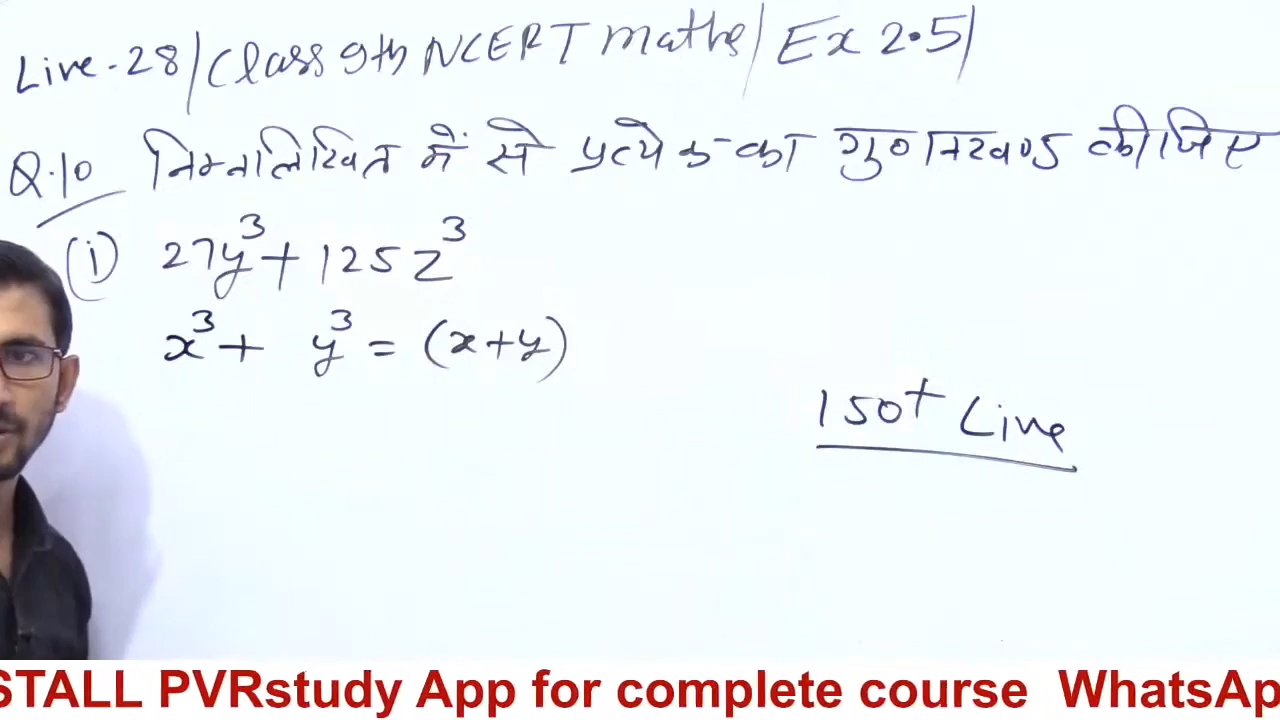 Live-28/Class 9th NCERT maths/Ex 2.5/
Q.10 निम्नलिखित में से प्रत्येक का गुणनखण्ड कीजिए
(i) 27y³+125z³
x³+ y³ = (x+y)
150+ Live
STALL PVRstudy App for complete course WhatsAp